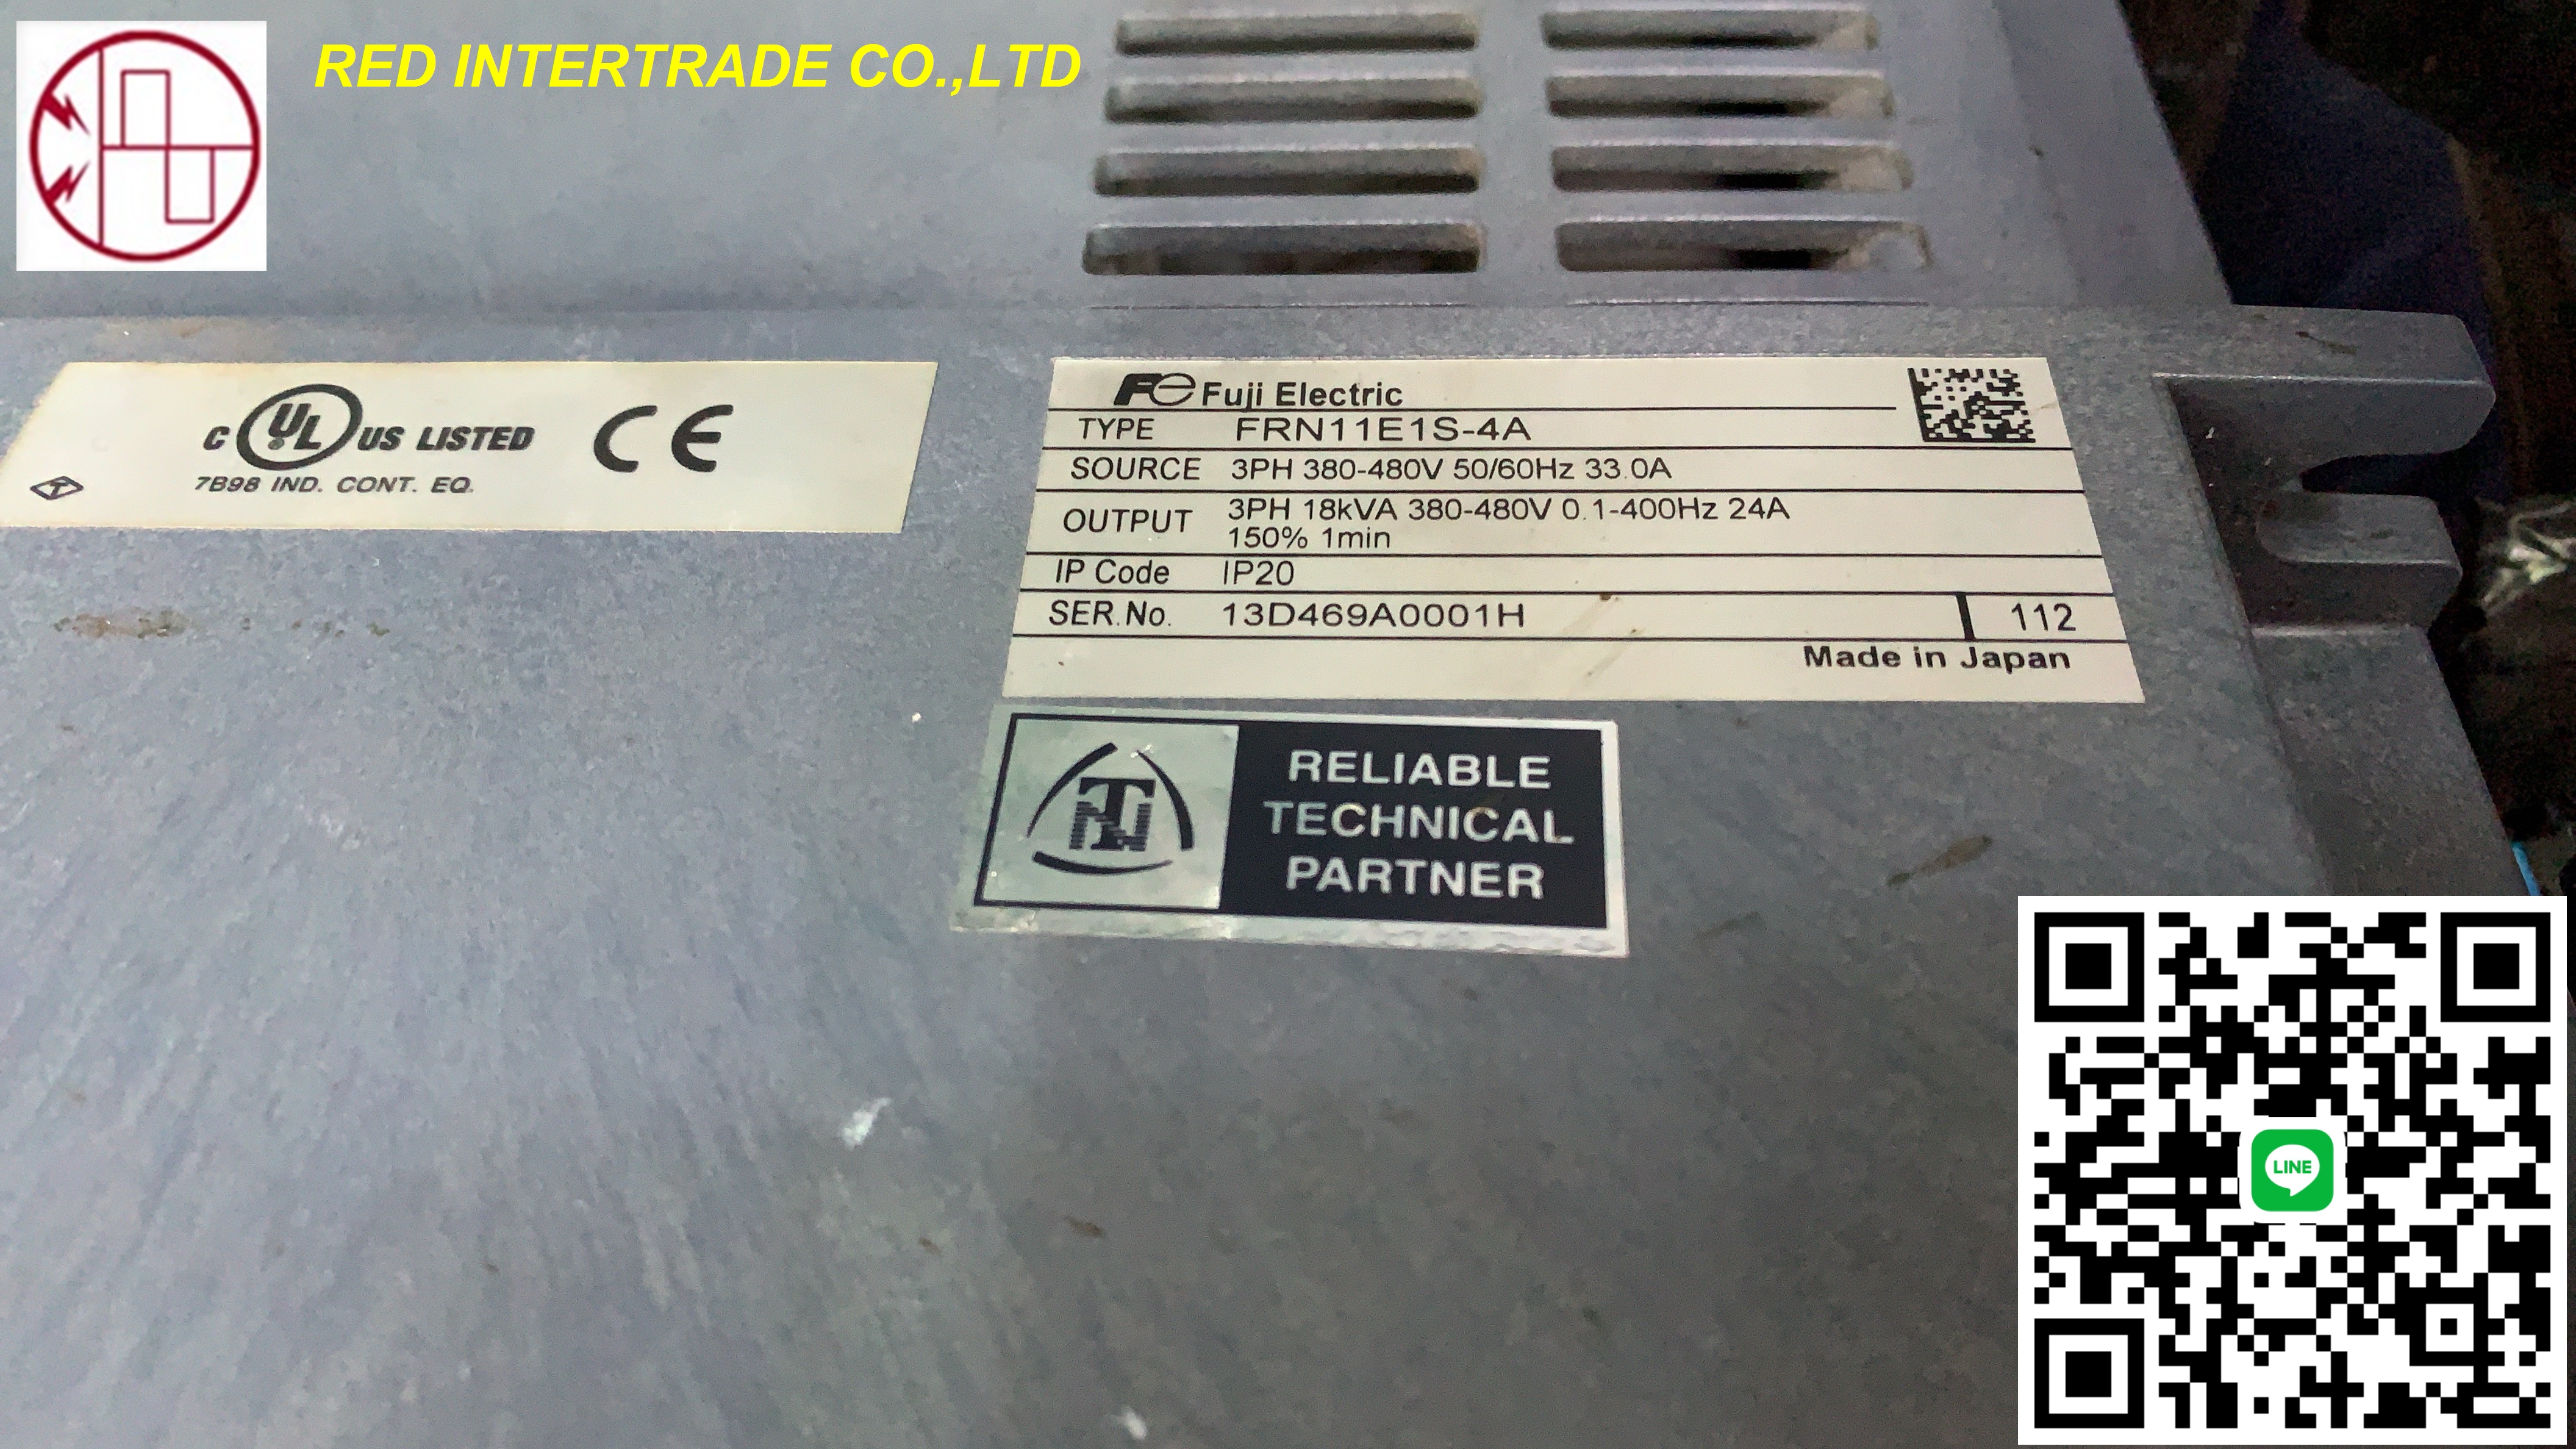 RED INTERTRADE CO.,LTD
C UL US LISTED CE
7B98 IND. CONT. EQ.
T
Fe Fuji Electric
TYPE FRN11E1S-4A
SOURCE 3PH 380-480V 50/60Hz 33.0A
OUTPUT 3PH 18kVA 380-480V 0.1-400Hz 24A
150% 1min
IP Code IP20
SER.No. 13D469A0001H 112
Made in Japan
TN
RELIABLE
TECHNICAL
PARTNER
LINE